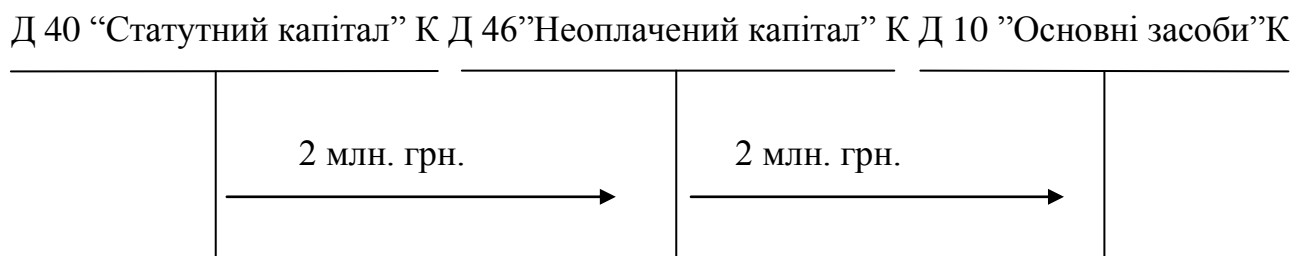 Д 40 “Статутний капітал” К Д 46”Неоплачений капітал” К Д 10 ”Основні засоби”К
2 млн. грн. 2 млн. грн.